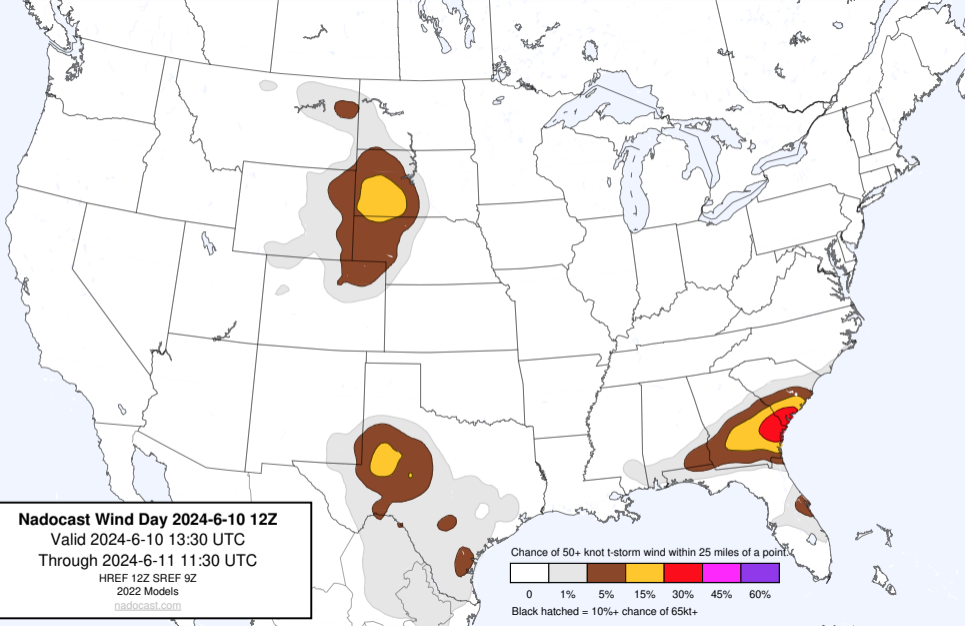 Nadocast Wind Day 2024-6-10 12Z
Valid 2024-6-10 13:30 UTC
Through 2024-6-11 11:30 UTC
HREF 12Z SREF 9Z
2022 Models
nadocast.com
Chance of 50+ knot t-storm wind within 25 miles of a point.
0 1% 5% 15% 30% 45% 60%
Black hatched = 10%+ chance of 65kt+